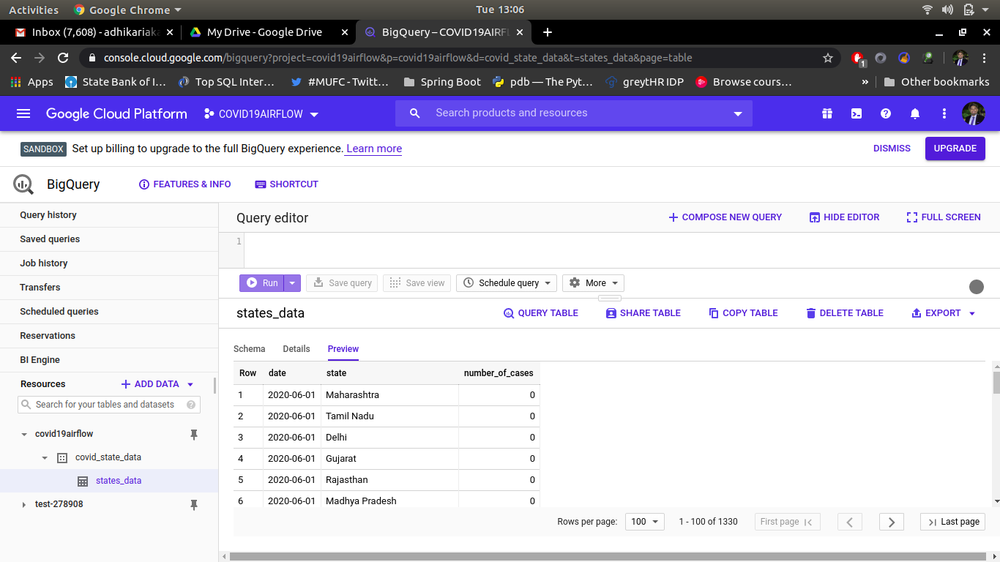 Activities Google Chrome Tue 13:06
Inbox (7,608) - adhikariak My Drive - Google Drive BigQuery – COVID19AIRFL
console.cloud.google.com/bigquery?project=covid19airflow&p=covid19airflow&d=covid_state_data&t=states_data&page=table 1
Apps State Bank of I... Top SQL Inter... #MUFC - Twitt... Spring Boot pdb — The Pyt... greytHR IDP Browse cours... » Other bookmarks
Google Cloud Platform COVID19AIRFLOW Search products and resources
SANDBOX Set up billing to upgrade to the full BigQuery experience. Learn more DISMISS UPGRADE
BigQuery FEATURES & INFO SHORTCUT
Query history
Saved queries
Job history
Transfers
Scheduled queries
Reservations
BI Engine
Resources ADD DATA
Search for your tables and datasets
covid19airflow
covid_state_data
states_data
test-278908
Query editor COMPOSE NEW QUERY HIDE EDITOR FULL SCREEN
1
Run Save query Save view Schedule query More
states_data QUERY TABLE SHARE TABLE COPY TABLE DELETE TABLE EXPORT
Schema Details Preview
Row date state number_of_cases
1 2020-06-01 Maharashtra 0
2 2020-06-01 Tamil Nadu 0
3 2020-06-01 Delhi 0
4 2020-06-01 Gujarat 0
5 2020-06-01 Rajasthan 0
6 2020-06-01 Madhya Pradesh 0
Rows per page: 100 1 - 100 of 1330 First page Last page